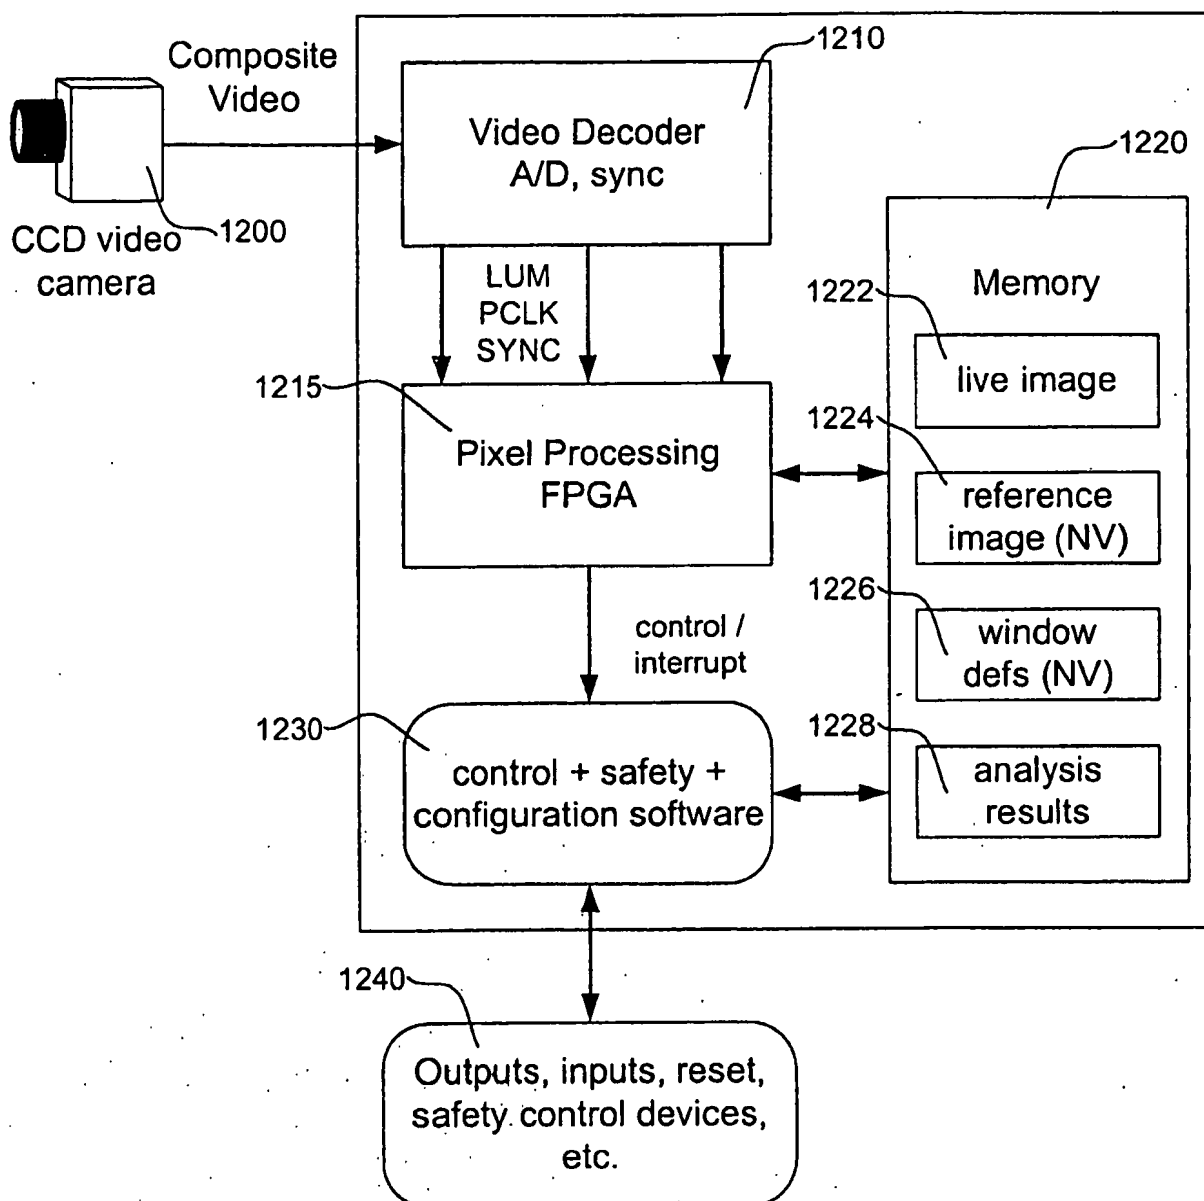 Composite
Video
1210
Video Decoder
A/D, sync
1220
1200
CCD video
camera
LUM
PCLK
SYNC
Memory
1222
live image
1215
Pixel Processing
FPGA
1224
reference
image (NV)
1226
window
defs (NV)
control /
interrupt
1230
control + safety +
configuration software
1228
analysis
results
1240
Outputs, inputs, reset,
safety control devices,
etc.